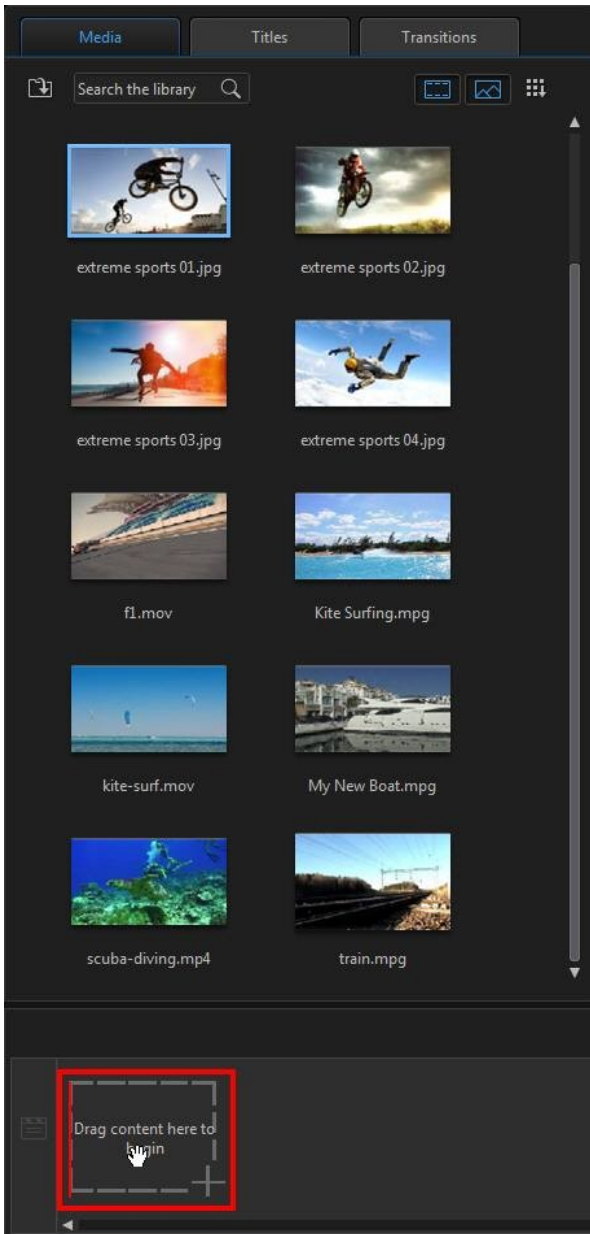 Media Titles Transitions
Search the library
extreme sports 01.jpg extreme sports 02.jpg
extreme sports 03.jpg extreme sports 04.jpg
f1.mov Kite Surfing.mpg
kite-surf.mov My New Boat.mpg
scuba-diving.mp4 train.mpg
Drag content here to
begin